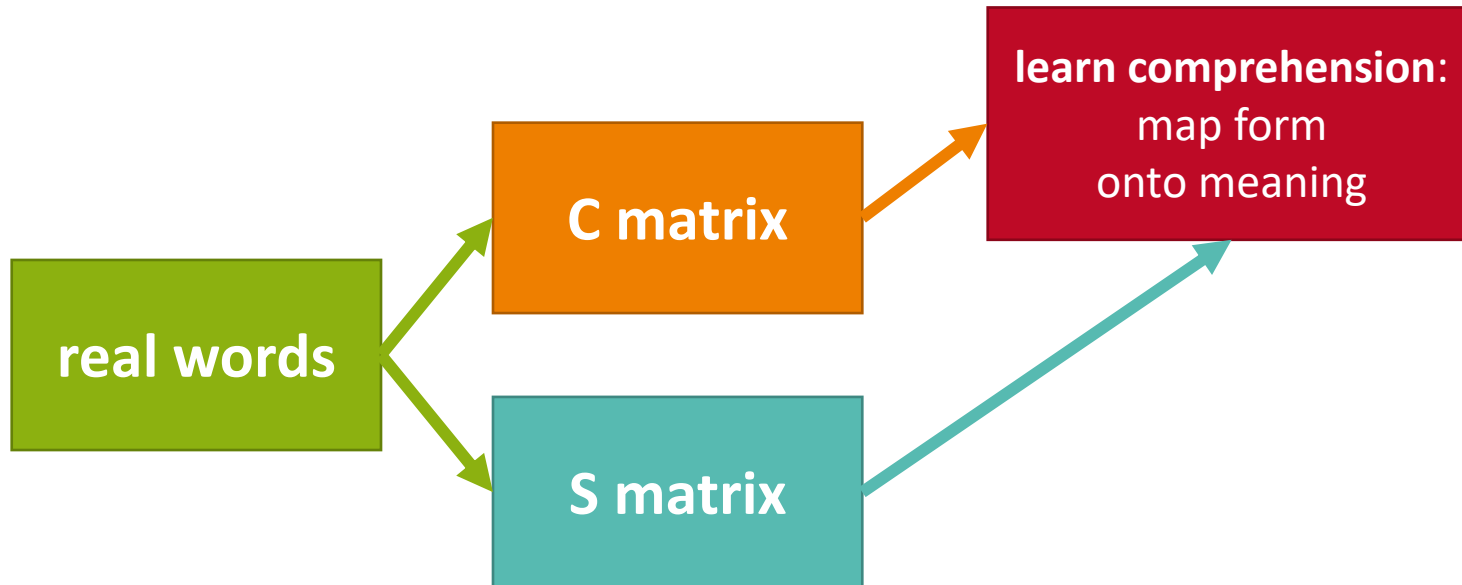 real words
C matrix
S matrix
learn comprehension:
map form
onto meaning